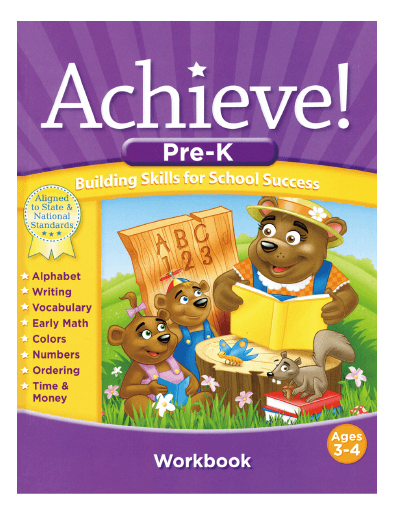 Achieve!
Pre-K
Building Skills for School Success
Aligned
to State &
National
Standards
Alphabet
Writing
Vocabulary
Early Math
Colors
Numbers
Ordering
Time &
Money
A B C
1 2 3
Ages
3-4
Workbook